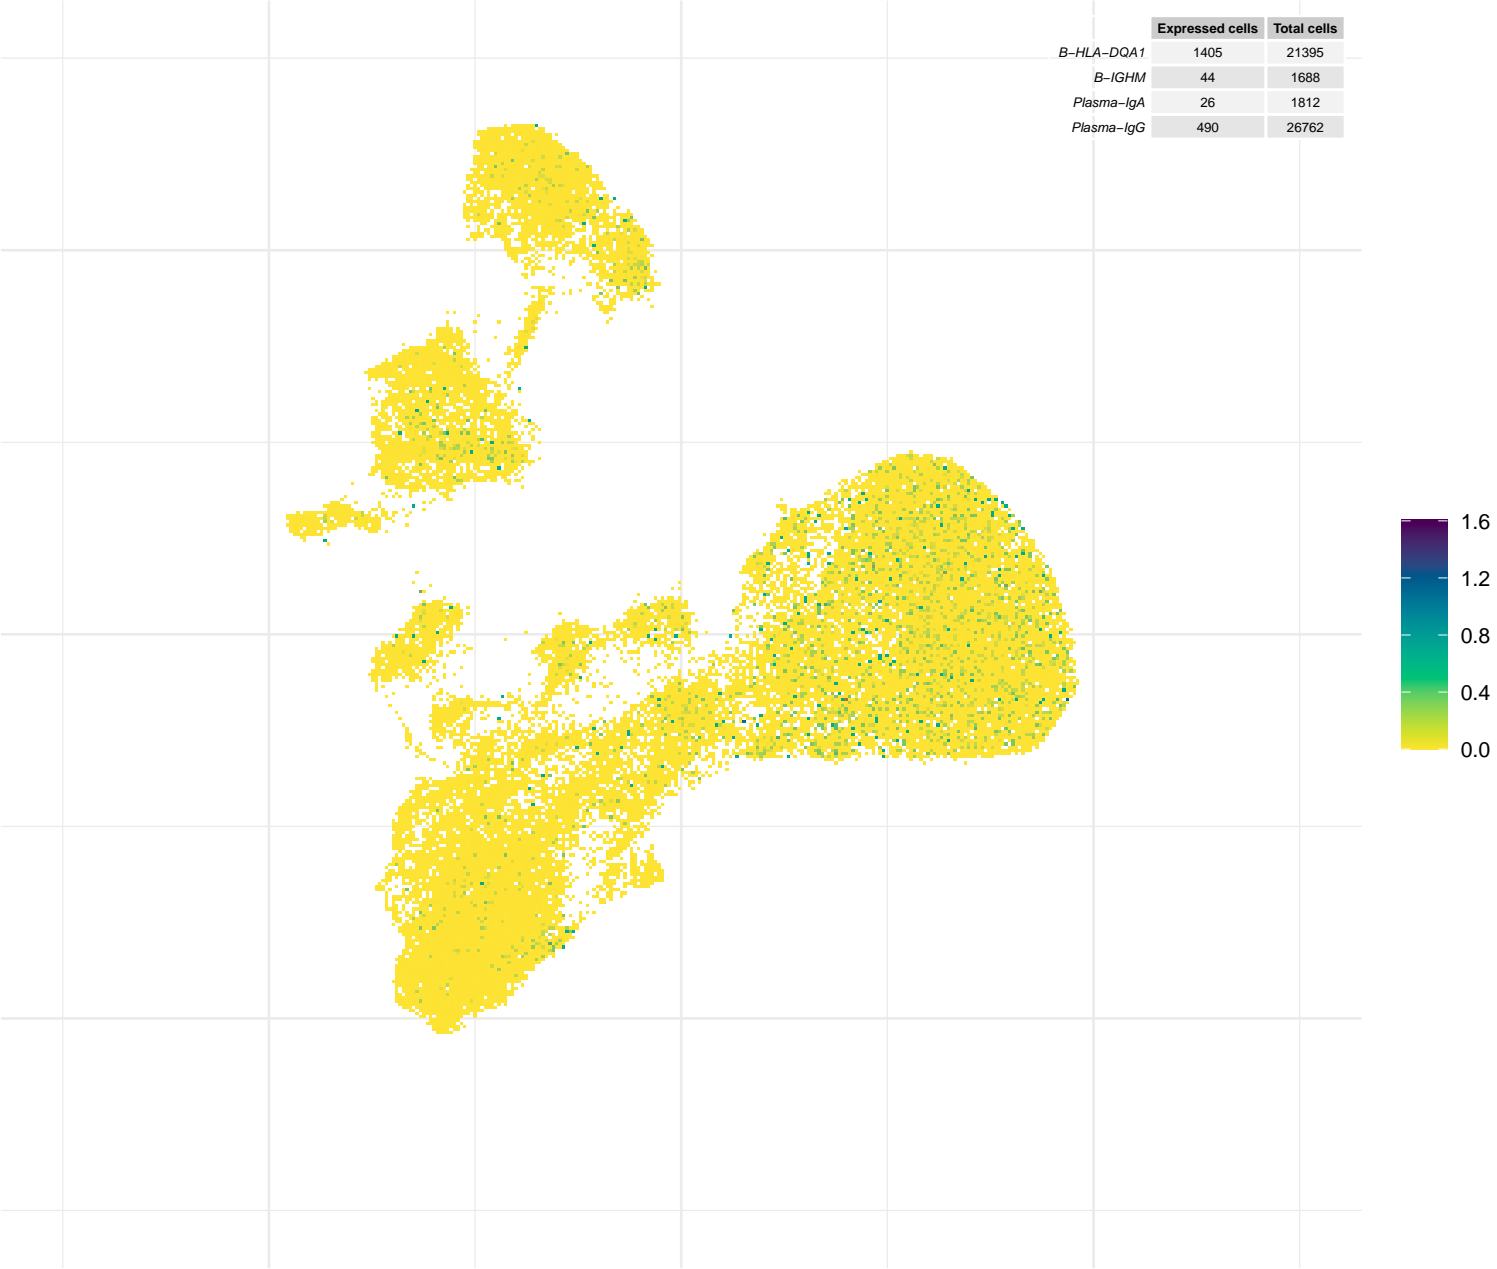 Expressed cells Total cells
B−HLA−DQA1 1405 21395
B−IGHM 44 1688
Plasma−IgA 26 1812
Plasma−IgG 490 26762
1.6
1.2
0.8
0.4
0.0